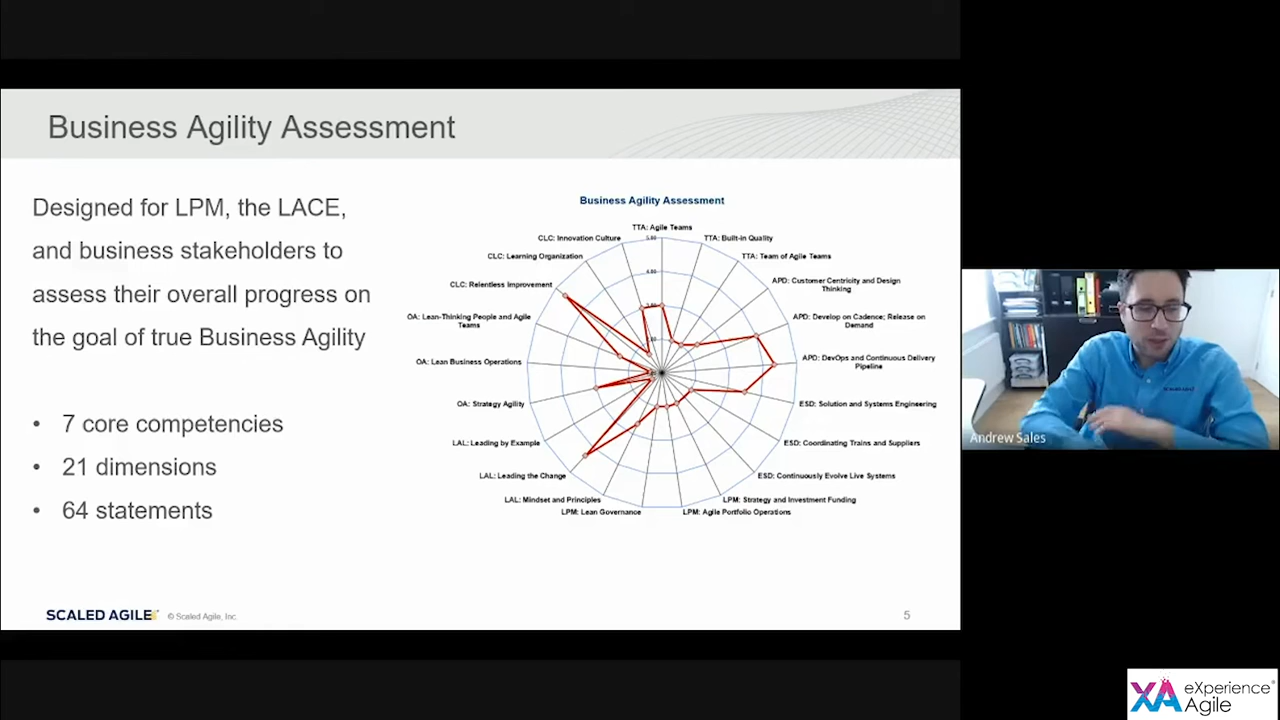 Business Agility Assessment
Designed for LPM, the LACE,
and business stakeholders to
assess their overall progress on
the goal of true Business Agility
• 7 core competencies
• 21 dimensions
• 64 statements
Business Agility Assessment
TTA: Agile Teams
TTA: Built-in Quality
TTA: Team of Agile Teams
APD: Customer Centricity and Design
Thinking
APD: Develop on Cadence; Release on
Demand
APD: DevOps and Continuous Delivery
Pipeline
ESD: Solution and Systems Engineering
ESD: Coordinating Trains and Suppliers
ESD: Continuously Evolve Live Systems
LPM: Strategy and Investment Funding
LPM: Agile Portfolio Operations
LPM: Lean Governance
LAL: Mindset and Principles
LAL: Leading the Change
LAL: Leading by Example
OA: Strategy Agility
OA: Lean Business Operations
OA: Lean-Thinking People and Agile
Teams
CLC: Relentless Improvement
CLC: Learning Organization
CLC: Innovation Culture
5.00
4.00
SCALED AGILE
© Scaled Agile, Inc.
5
Andrew Sales
XA eXperience
Agile